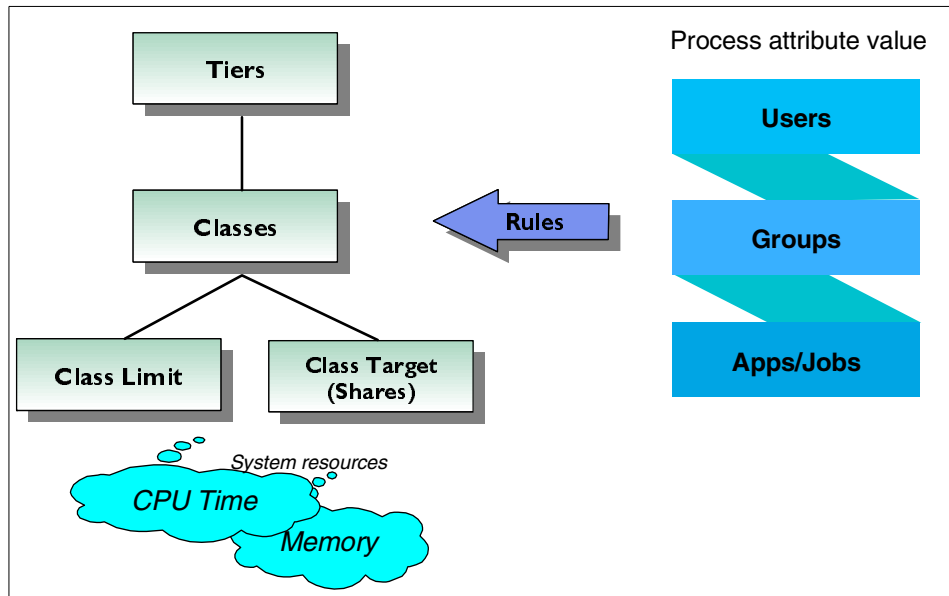 Process attribute value
Tiers
Users
Classes
Rules
Groups
Class Limit
Class Target
(Shares)
Apps/Jobs
System resources
CPU Time
Memory